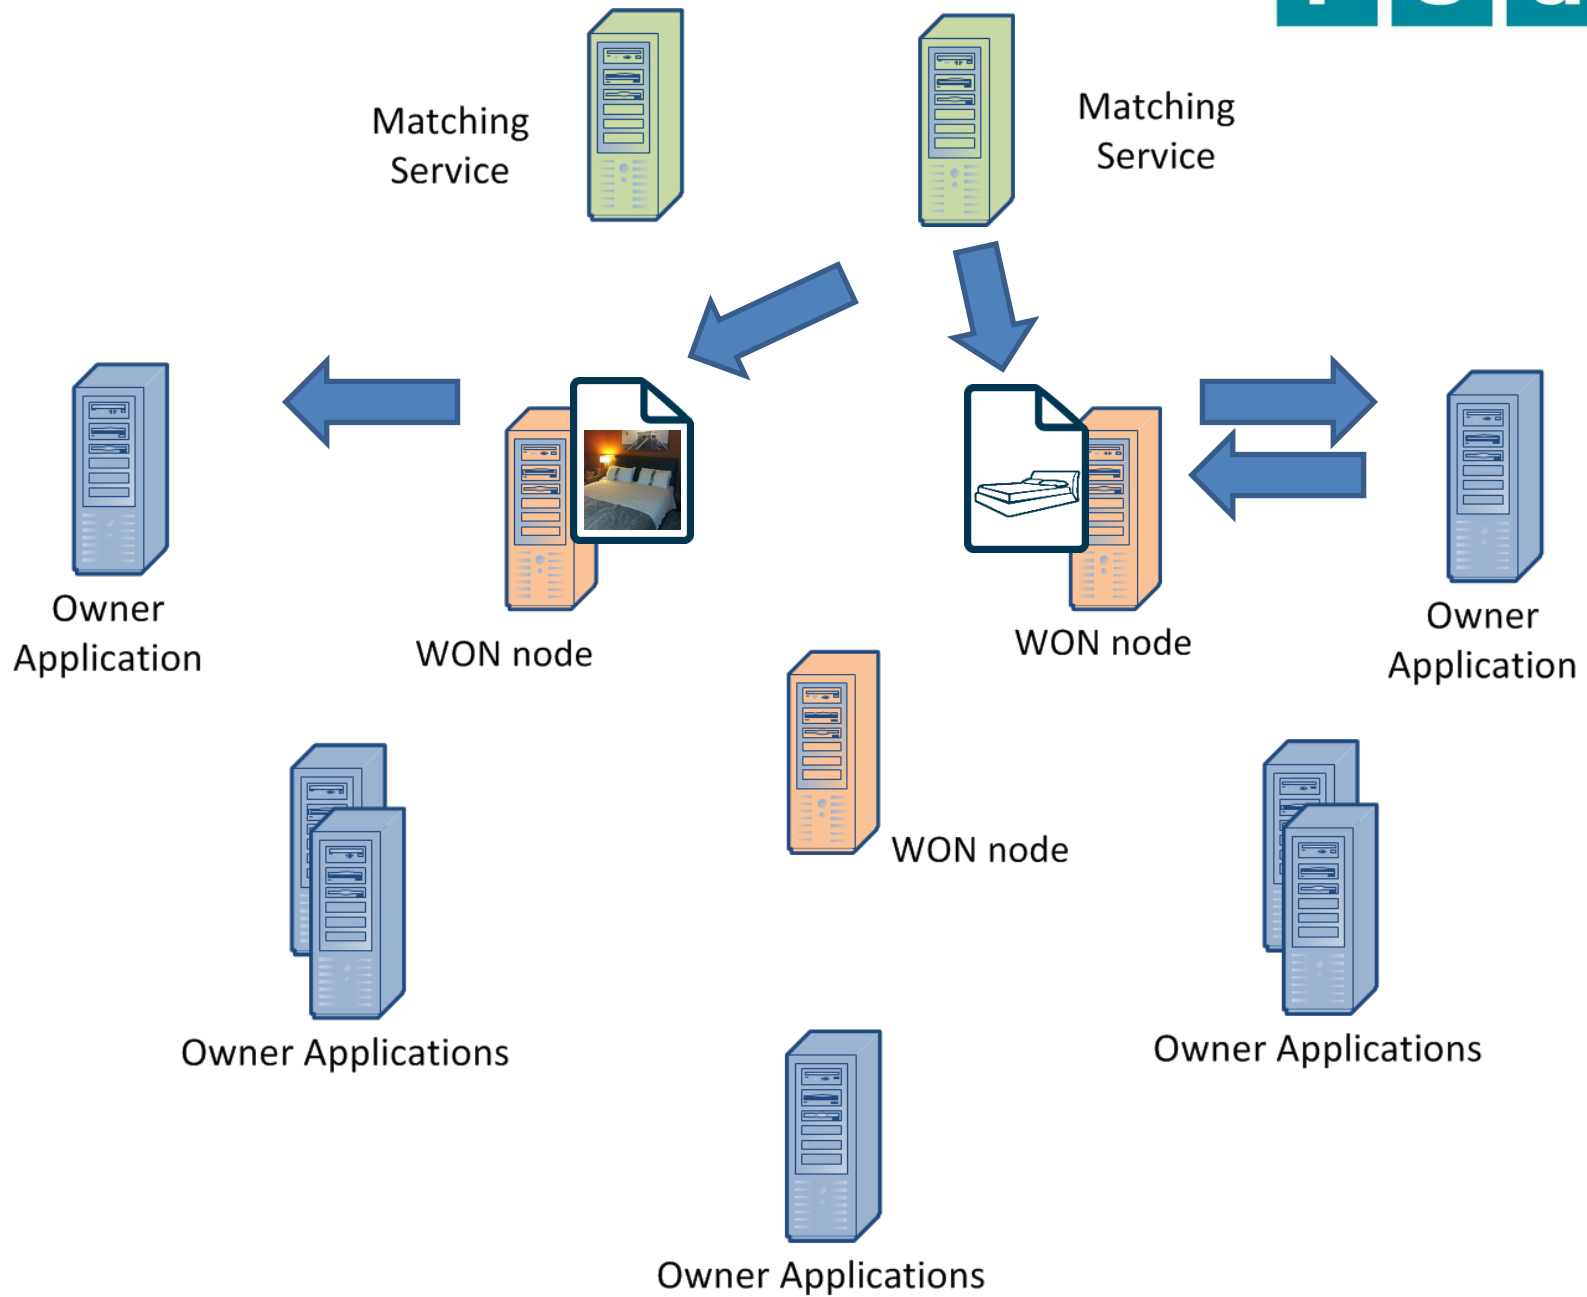 Matching
Service
Matching
Service
Owner
Application
WON node
WON node
Owner
Application
WON node
Owner Applications
Owner Applications
Owner Applications